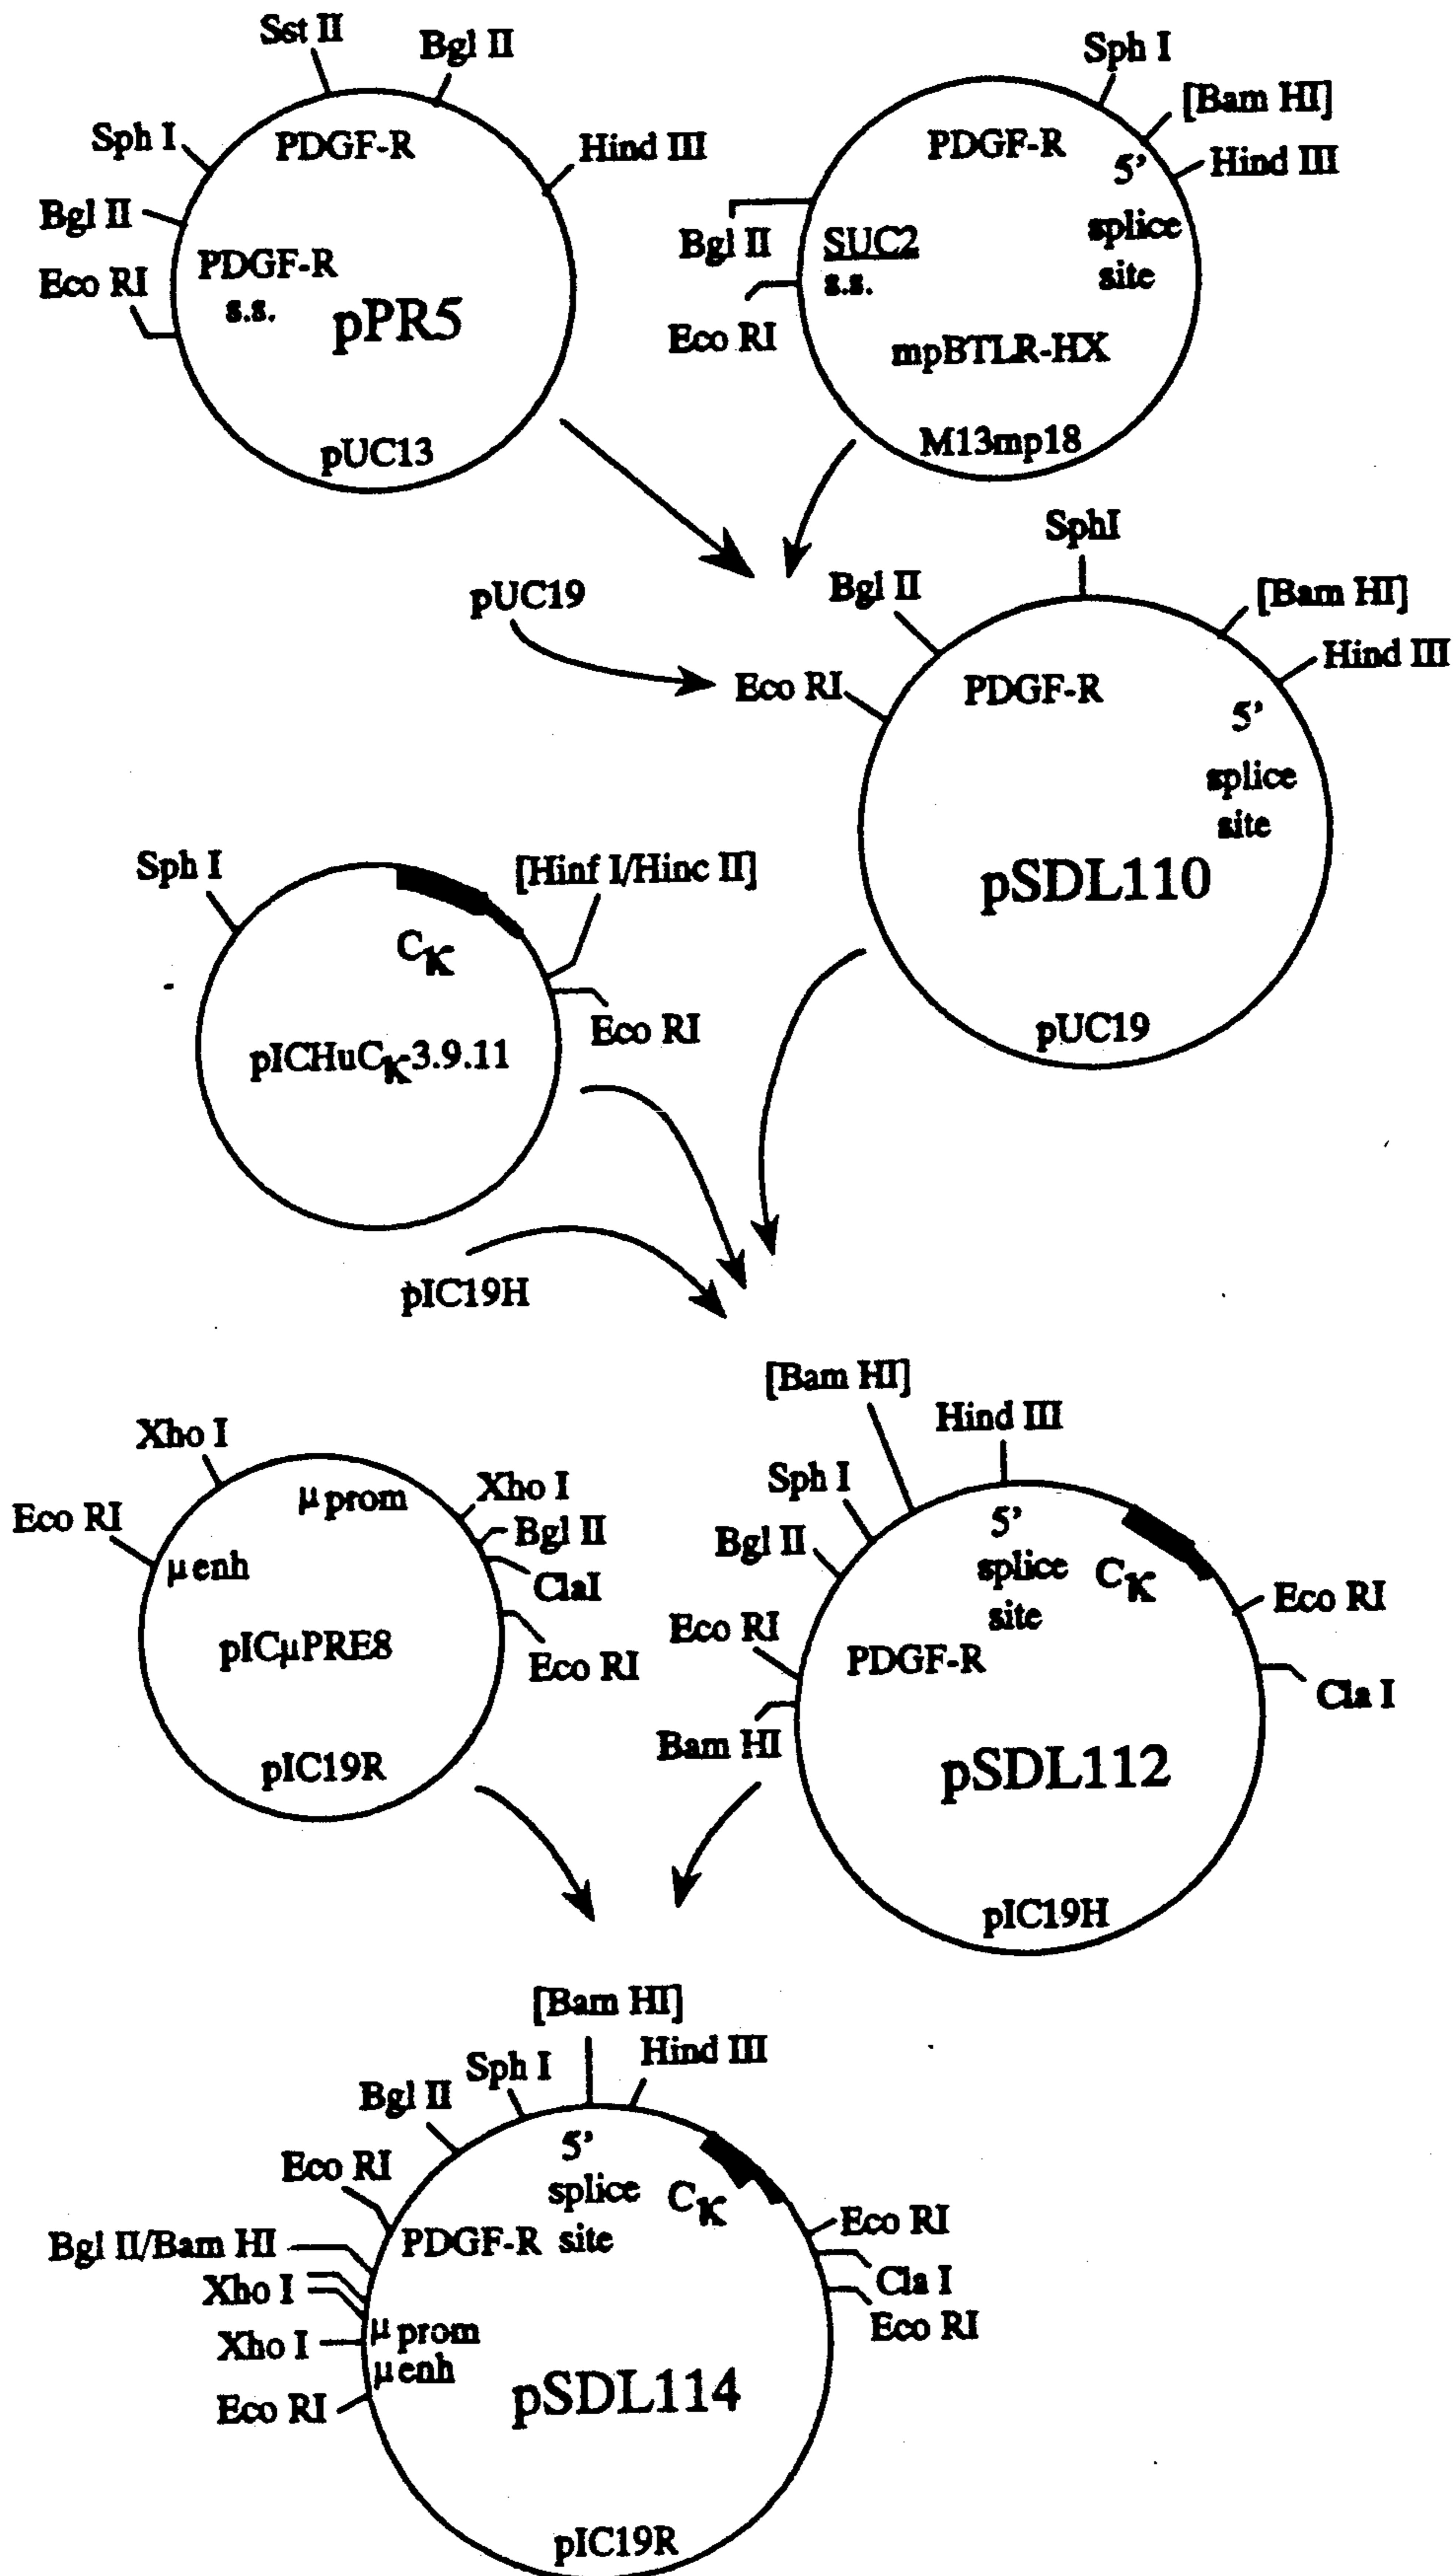 Sst II
Bgl II
Sph I
PDGF-R
Hind III
Bgl II
PDGF-R
s.s.
Eco RI
pPR5
pUC13
Sph I
[Bam HI]
PDGF-R
5'
Hind III
splice
site
Bgl II
SUC2
s.s.
Eco RI
mpBTLR-HX
M13mp18
pUC19
SphI
Bgl II
[Bam HI]
Hind III
Eco RI
PDGF-R
5'
splice
site
pSDL110
pUC19
Sph I
[Hinf I/Hinc II]
Cκ
Eco RI
pICHuCκ-3.9.11
pIC19H
Xho I
μ prom
Xho I
Eco RI
Bgl II
μ enh
ClaI
pICμPRE8
Eco RI
pIC19R
[Bam HI]
Hind III
Sph I
5'
Bgl II
splice
site
Cκ
Eco RI
Eco RI
PDGF-R
Cla I
Bam HI
pSDL112
pIC19H
[Bam HI]
Hind III
Sph I
Bgl II
5'
Eco RI
splice
site
Cκ
PDGF-R
Eco RI
Bgl II/Bam HI
Cla I
Xho I
Eco RI
Xho I
μ prom
μ enh
Eco RI
pSDL114
pIC19R